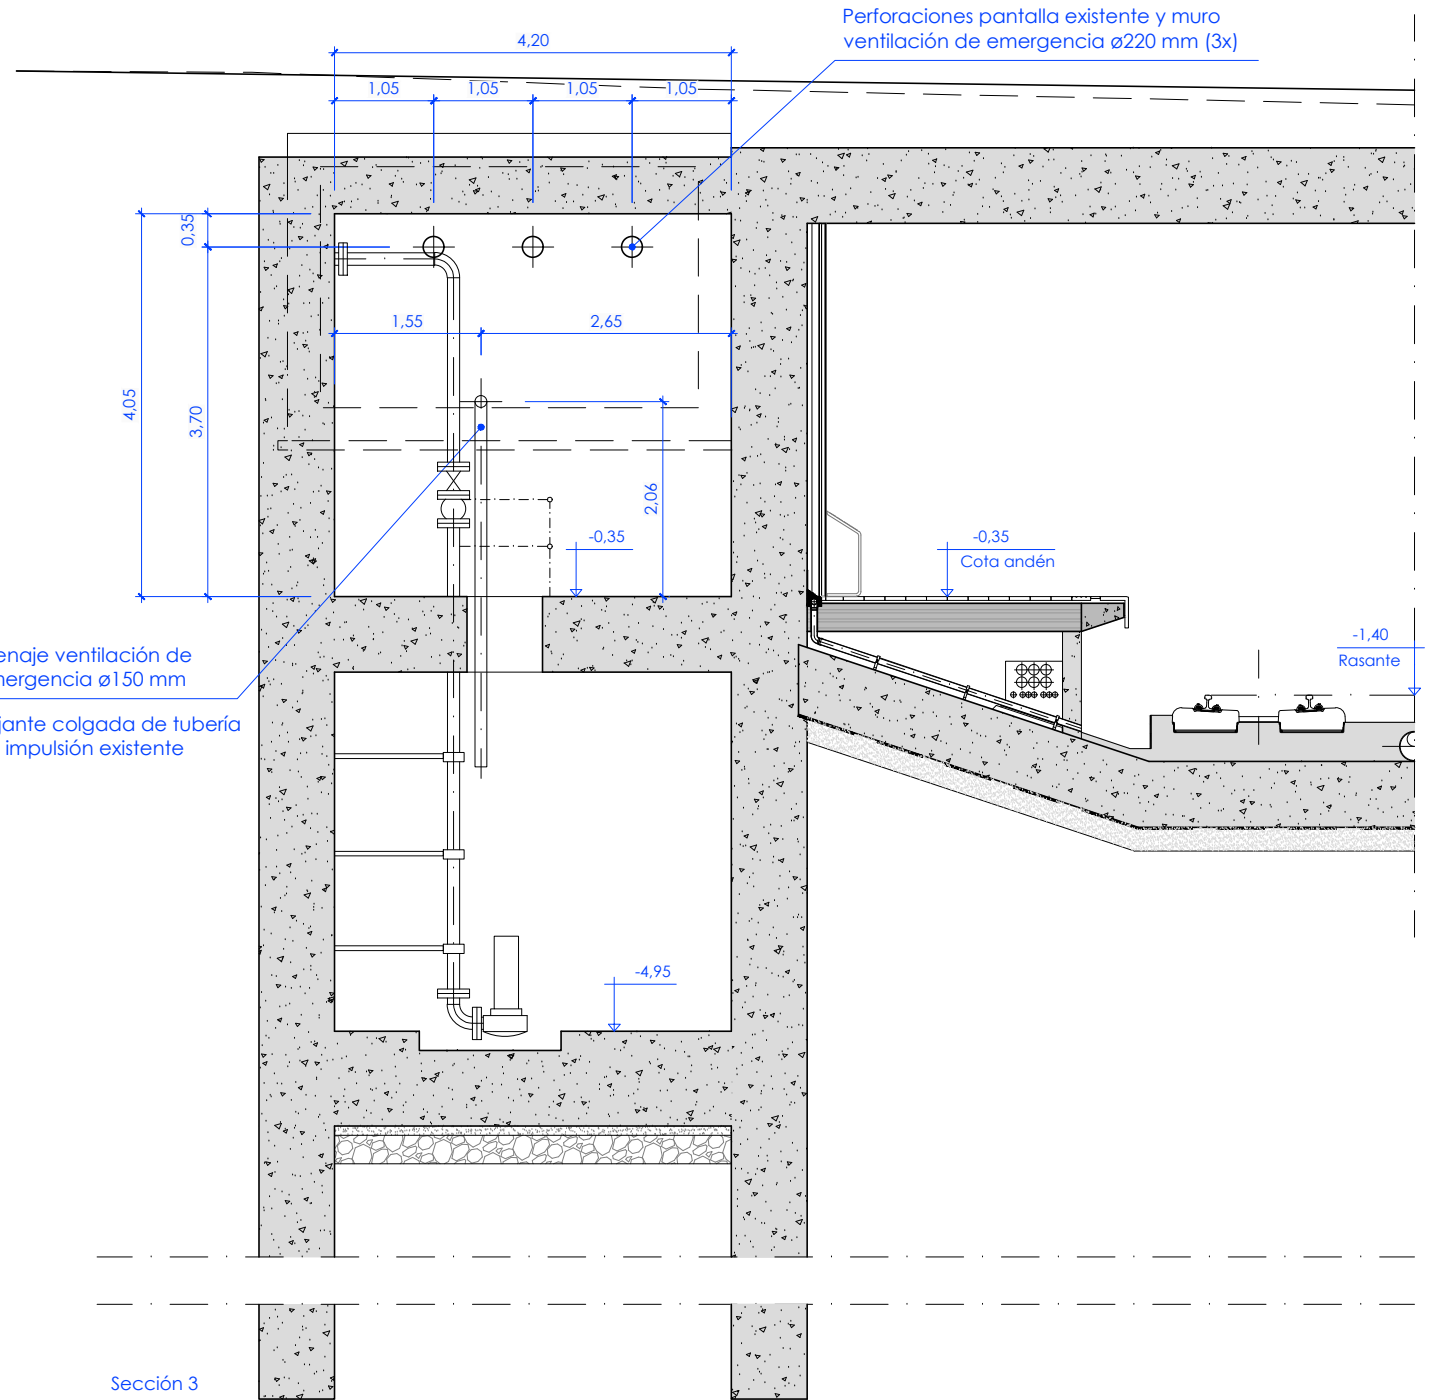 Perforaciones pantalla existente y muro
ventilación de emergencia ø220 mm (3x)
4,20
1,05 1,05 1,05 1,05
0,35
4,05
3,70
1,55 2,65
2,06
-0,35
-0,35
Cota andén
-1,40
Rasante
enaje ventilación de
mergencia ø150 mm
jante colgada de tubería
impulsión existente
-4,95
Sección 3